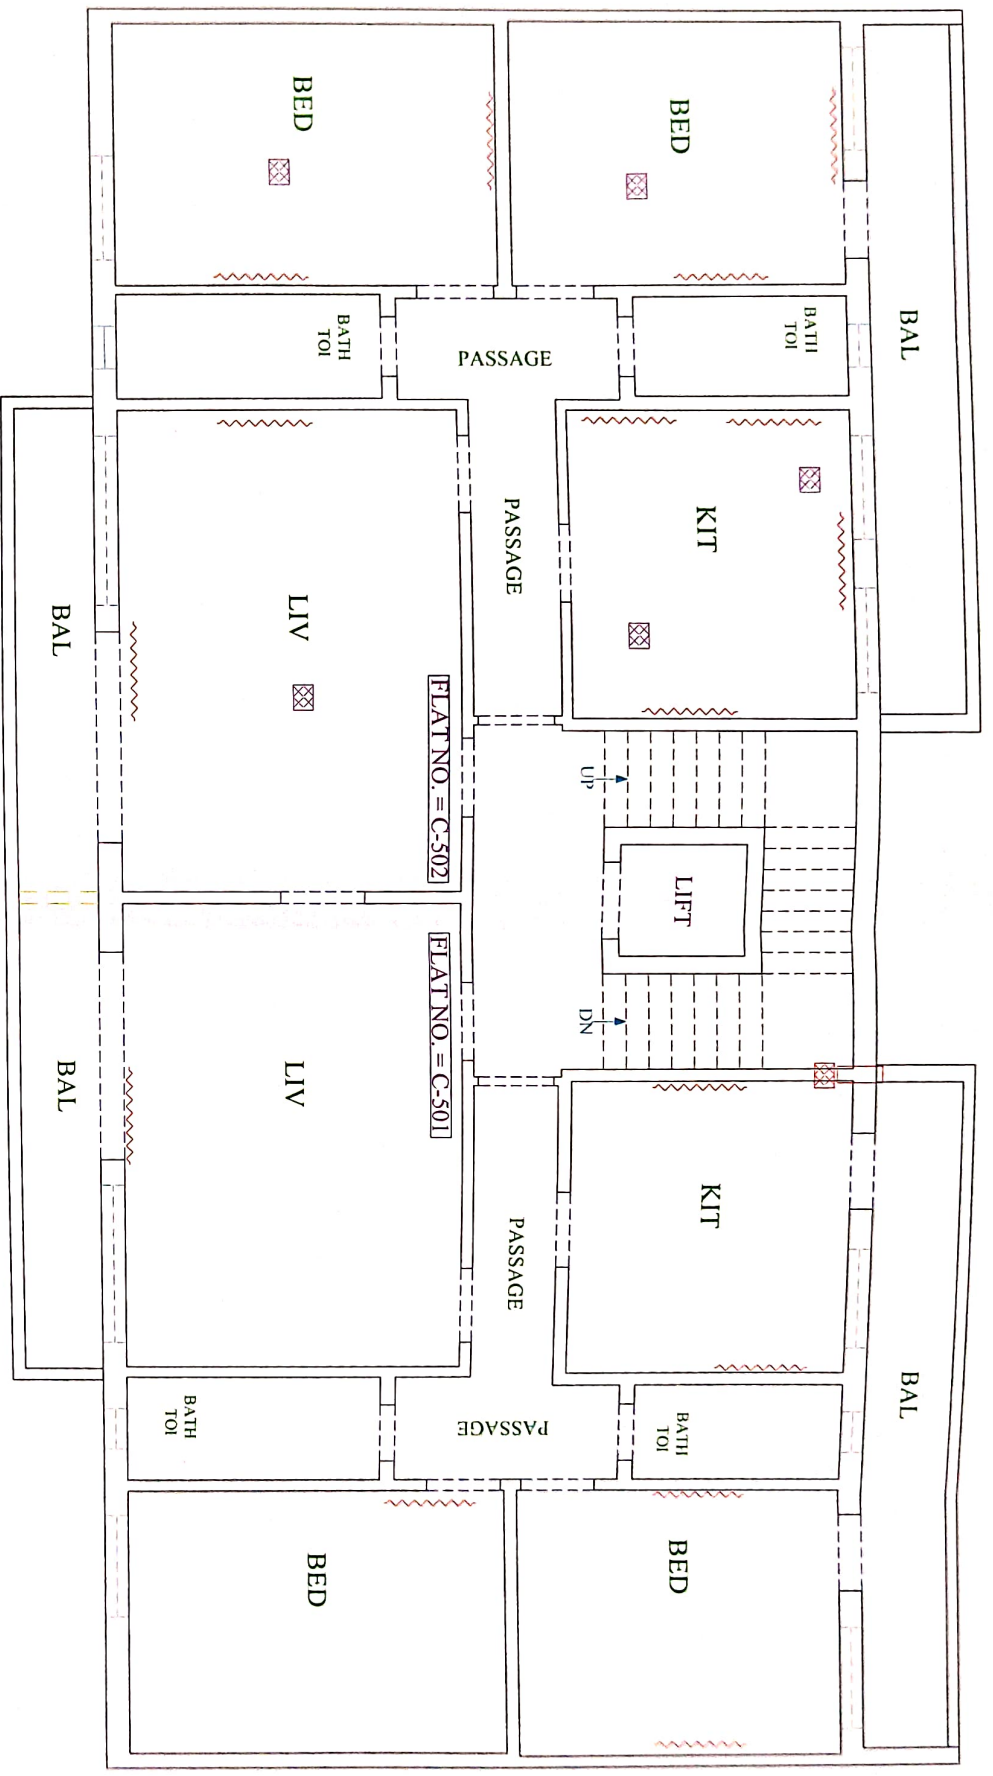 BED
BED
BATH
TOI
PASSAGE
BATH
TOI
BAL
KIT
PASSAGE
LIV
BAL
FLAT NO. = C-502
UP
LIFT
DN
FLAT NO. = C-501
LIV
BAL
KIT
PASSAGE
BAL
BATH
TOI
PASSAGE
BATH
TOI
BED
BED